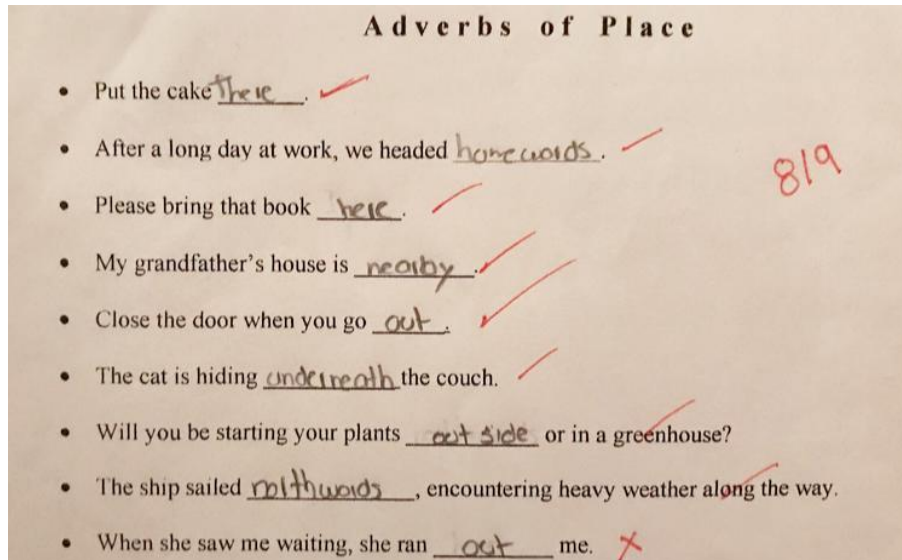 Adverbs of Place
• Put the cake There.
• After a long day at work, we headed homewords.
8/9
• Please bring that book here.
• My grandfather's house is nearby.
• Close the door when you go out.
• The cat is hiding underneath the couch.
• Will you be starting your plants out side or in a greenhouse?
• The ship sailed nolthwords, encountering heavy weather along the way.
• When she saw me waiting, she ran out me.